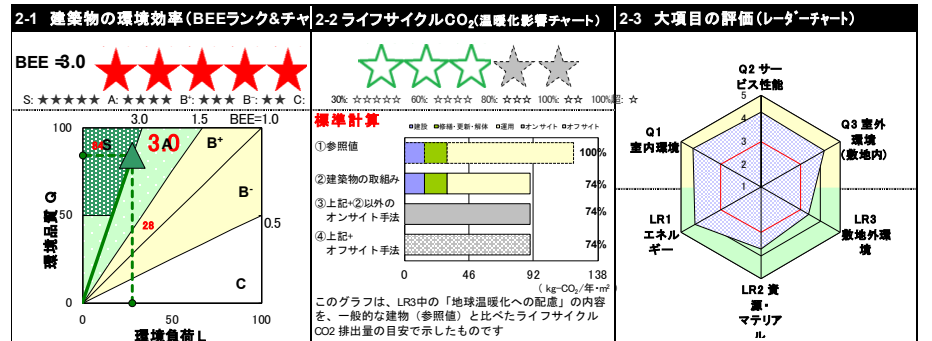 2-1 建築物の環境効率(BEEランク&チャ
BEE = 3.0
★★★★★
S: ★★★★★ A: ★★★★ B⁺: ★★★ B⁻: ★★ C:
3.0 1.5 BEE=1.0
100
84
S
3.0
A
B⁺
B⁻
50
28
0.5
C
0
0 50 100
環境品質 Q
環境負荷 L
2-2 ライフサイクルCO₂(温暖化影響チャート)
☆☆☆★★
30%: ☆☆☆☆☆ 60%: ☆☆☆☆ 80%: ☆☆☆ 100%: ☆☆ 100%超: ☆
標準計算
■建設 ■修繕・更新・解体 □運用 ■オンサイト ■オフサイト
①参照値 100%
②建築物の取組み 74%
③上記+②以外の
オンサイト手法 74%
④上記+
オフサイト手法 74%
0 46 92 138
( kg-CO₂/年・m²
このグラフは、LR3中の「地球温暖化への配慮」の内容
を、一般的な建物(参照値)と比べたライフサイクル
CO2 排出量の目安で示したものです
2-3 大項目の評価(レーダーチャート)
Q2 サー
ビス性能
5
4
3
2
1
Q1
室内環境
Q3 室外
環境
(敷地内)
LR1
エネル
ギー
LR3
敷地外環
境
LR2 資
源・
マテリア
ル